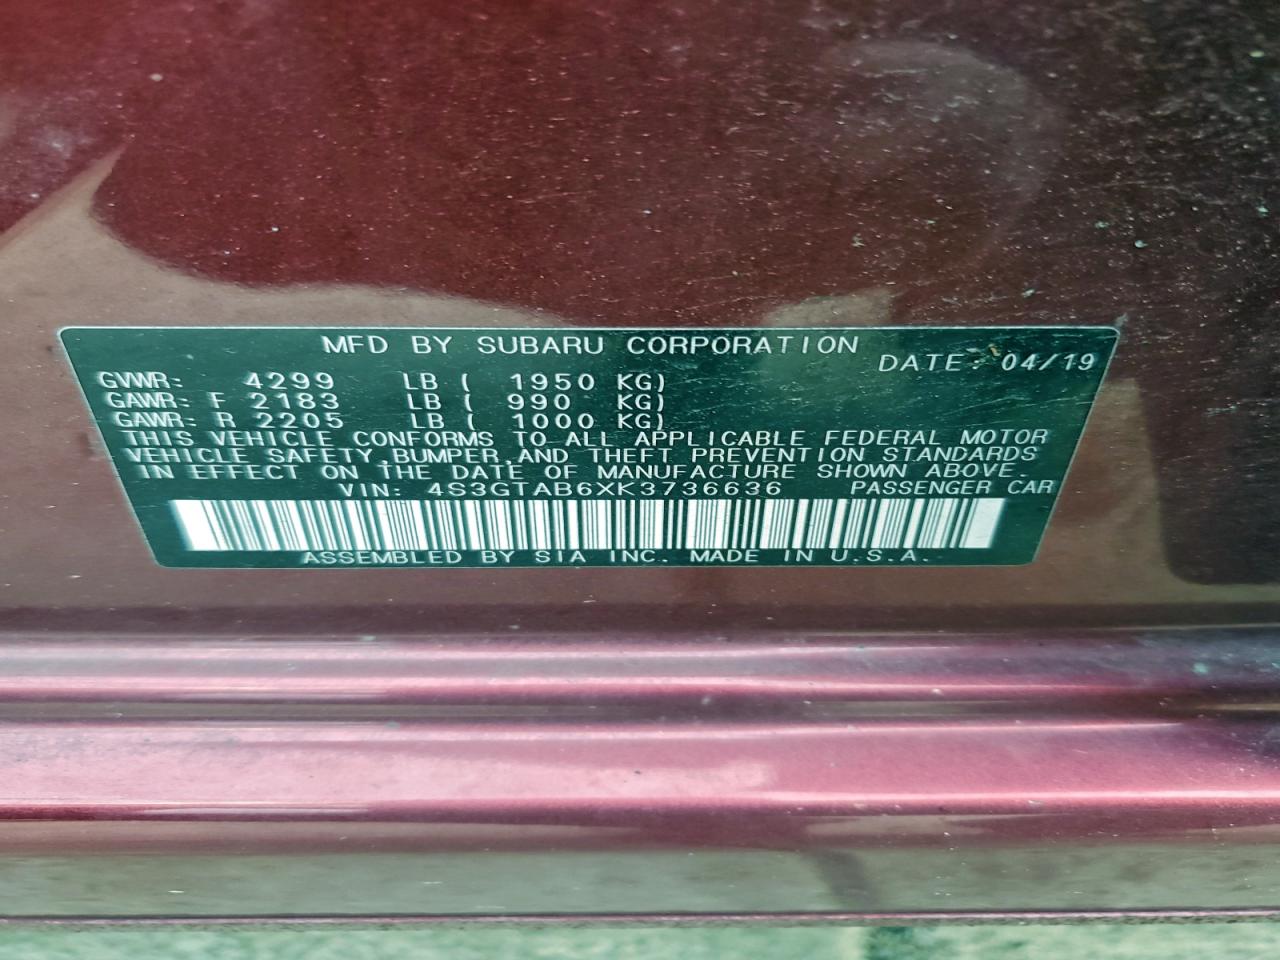 MFD BY SUBARU CORPORATION
DATE: 04/19
GVWR: 4299 LB ( 1950 KG)
GAWR: F 2183 LB ( 990 KG)
GAWR: R 2205 LB ( 1000 KG)
THIS VEHICLE CONFORMS TO ALL APPLICABLE FEDERAL MOTOR
VEHICLE SAFETY,BUMPER,AND THEFT PREVENTION STANDARDS
IN EFFECT ON THE DATE OF MANUFACTURE SHOWN ABOVE.
VIN: 4S3GTAB6XK3736636 PASSENGER CAR
ASSEMBLED BY SIA INC. MADE IN U.S.A.